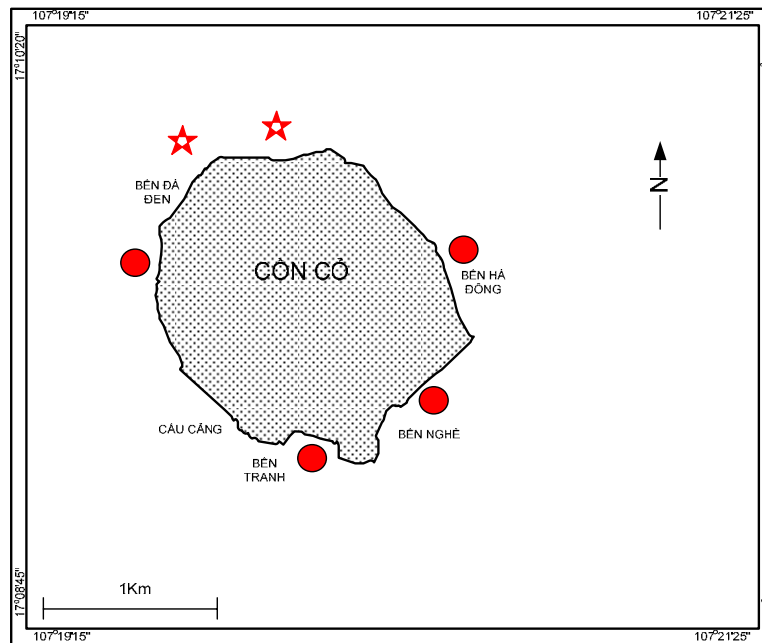 107°19'15"
107°21'25"
17°10'20"
BẾN ĐÁ
ĐEN
N
CỒN CỎ
BẾN HÀ
ĐÔNG
CẦU CẢNG
BẾN NGHÈ
BẾN
TRANH
1Km
17°08'45"
107°19'15"
107°21'25"